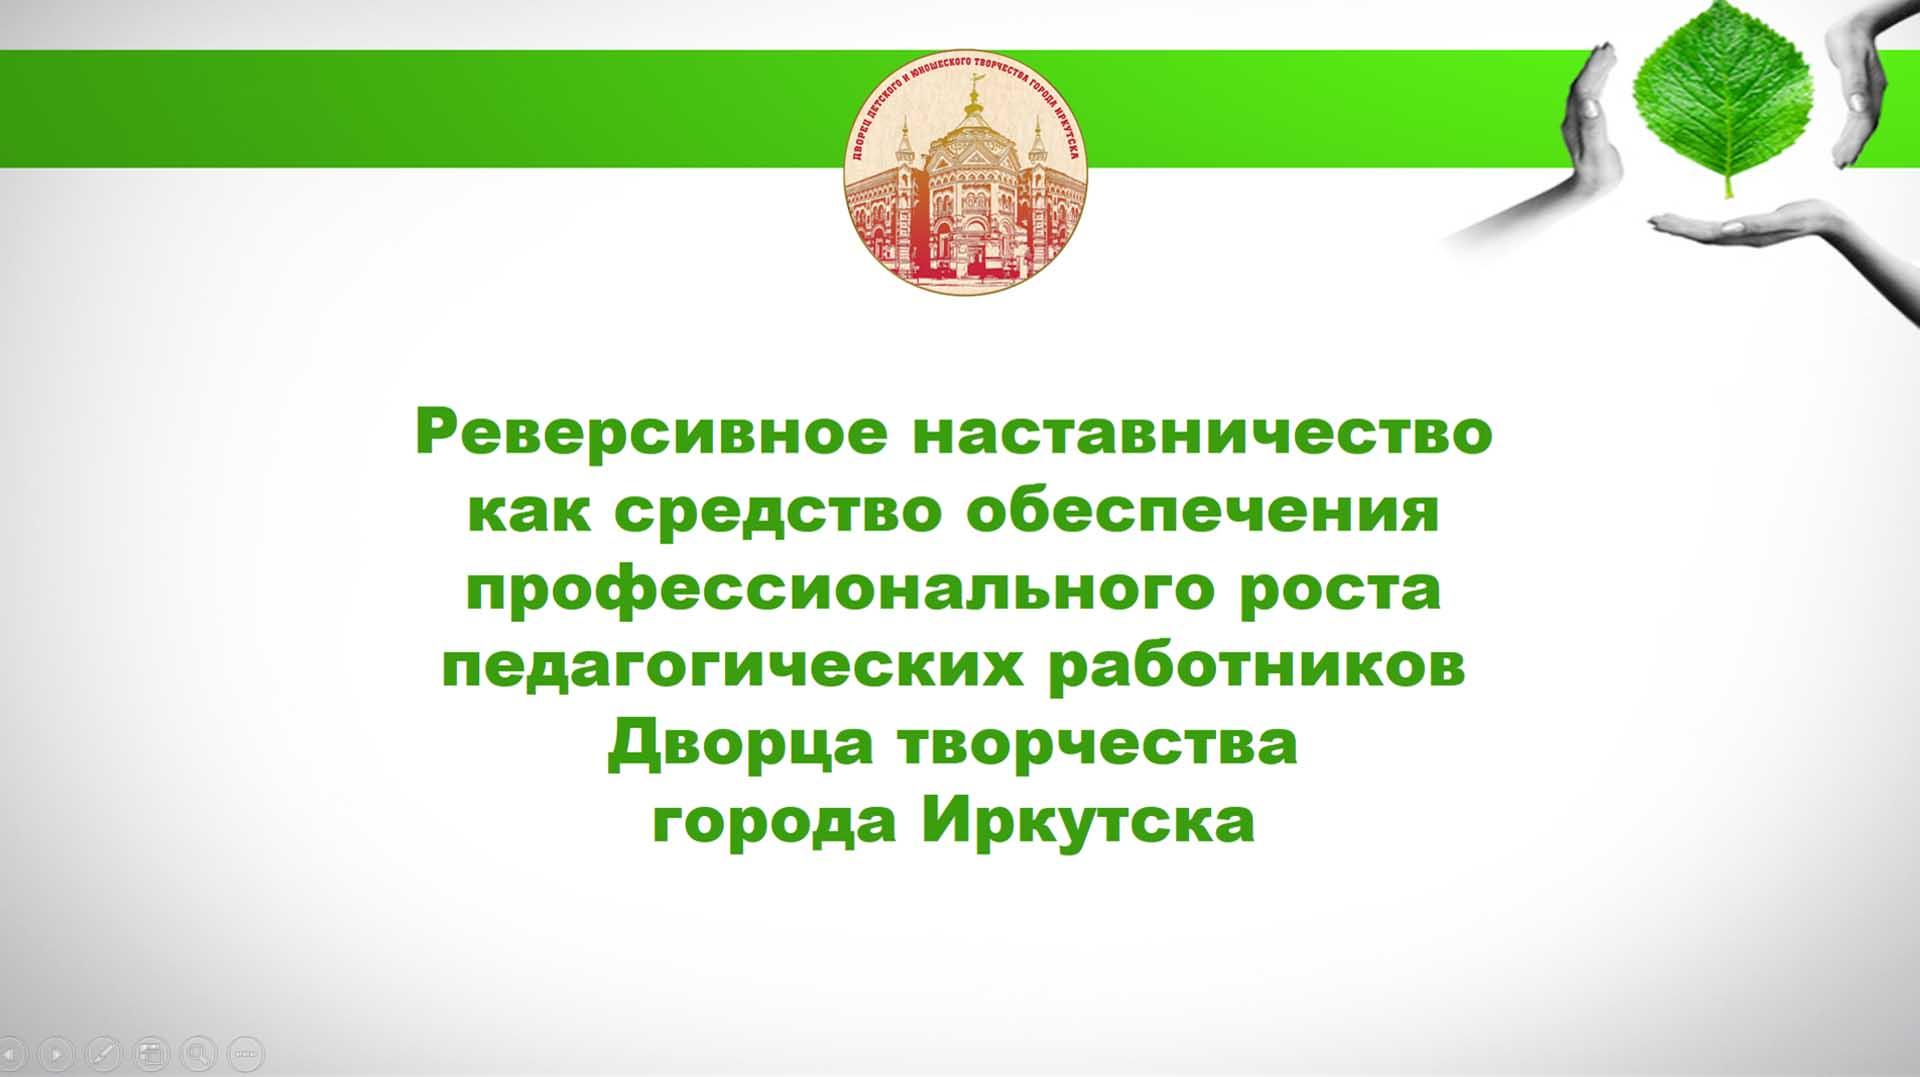 ДВОРЕЦ ДЕТСКОГО И ЮНОШЕСКОГО ТВОРЧЕСТВА ГОРОДА ИРКУТСКА
Реверсивное наставничество
как средство обеспечения
профессионального роста
педагогических работников
Дворца творчества
города Иркутска